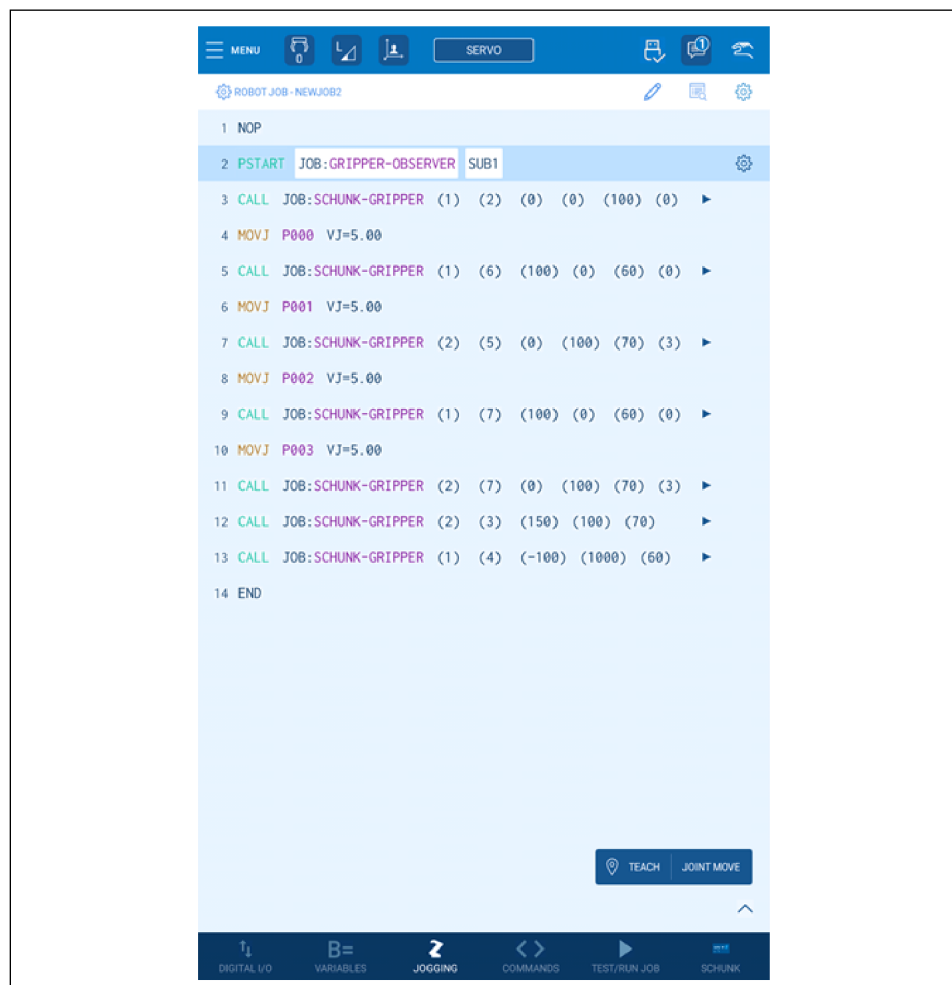 MENU 0 L SERVO 1
ROBOT JOB - NEWJOB2
1 NOP
2 PSTART JOB:GRIPPER-OBSERVER SUB1
3 CALL JOB:SCHUNK-GRIPPER (1) (2) (0) (0) (100) (0)
4 MOVJ P000 VJ=5.00
5 CALL JOB:SCHUNK-GRIPPER (1) (6) (100) (0) (60) (0)
6 MOVJ P001 VJ=5.00
7 CALL JOB:SCHUNK-GRIPPER (2) (5) (0) (100) (70) (3)
8 MOVJ P002 VJ=5.00
9 CALL JOB:SCHUNK-GRIPPER (1) (7) (100) (0) (60) (0)
10 MOVJ P003 VJ=5.00
11 CALL JOB:SCHUNK-GRIPPER (2) (7) (0) (100) (70) (3)
12 CALL JOB:SCHUNK-GRIPPER (2) (3) (150) (100) (70)
13 CALL JOB:SCHUNK-GRIPPER (1) (4) (-100) (1000) (60)
14 END
TEACH JOINT MOVE
B=
DIGITAL I/O VARIABLES JOGGING COMMANDS TEST/RUN JOB SCHUNK